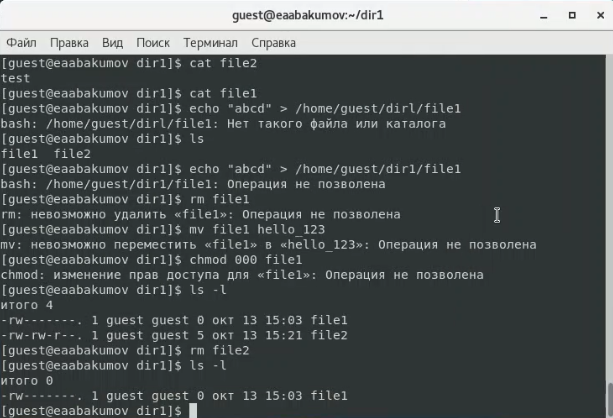 guest@eaabakumov:~/dir1
Файл Правка Вид Поиск Терминал Справка
[guest@eaabakumov dir1]$ cat file2
test
[guest@eaabakumov dir1]$ cat file1
[guest@eaabakumov dir1]$ echo "abcd" > /home/guest/dirl/file1
bash: /home/guest/dirl/file1: Нет такого файла или каталога
[guest@eaabakumov dir1]$ ls
file1  file2
[guest@eaabakumov dir1]$ echo "abcd" > /home/guest/dir1/file1
bash: /home/guest/dir1/file1: Операция не позволена
[guest@eaabakumov dir1]$ rm file1
rm: невозможно удалить «file1»: Операция не позволена
[guest@eaabakumov dir1]$ mv file1 hello_123
mv: невозможно переместить «file1» в «hello_123»: Операция не позволена
[guest@eaabakumov dir1]$ chmod 000 file1
chmod: изменение прав доступа для «file1»: Операция не позволена
[guest@eaabakumov dir1]$ ls -l
итого 4
-rw-------. 1 guest guest 0 окт 13 15:03 file1
-rw-rw-r--. 1 guest guest 5 окт 13 15:21 file2
[guest@eaabakumov dir1]$ rm file2
[guest@eaabakumov dir1]$ ls -l
итого 0
-rw-------. 1 guest guest 0 окт 13 15:03 file1
[guest@eaabakumov dir1]$